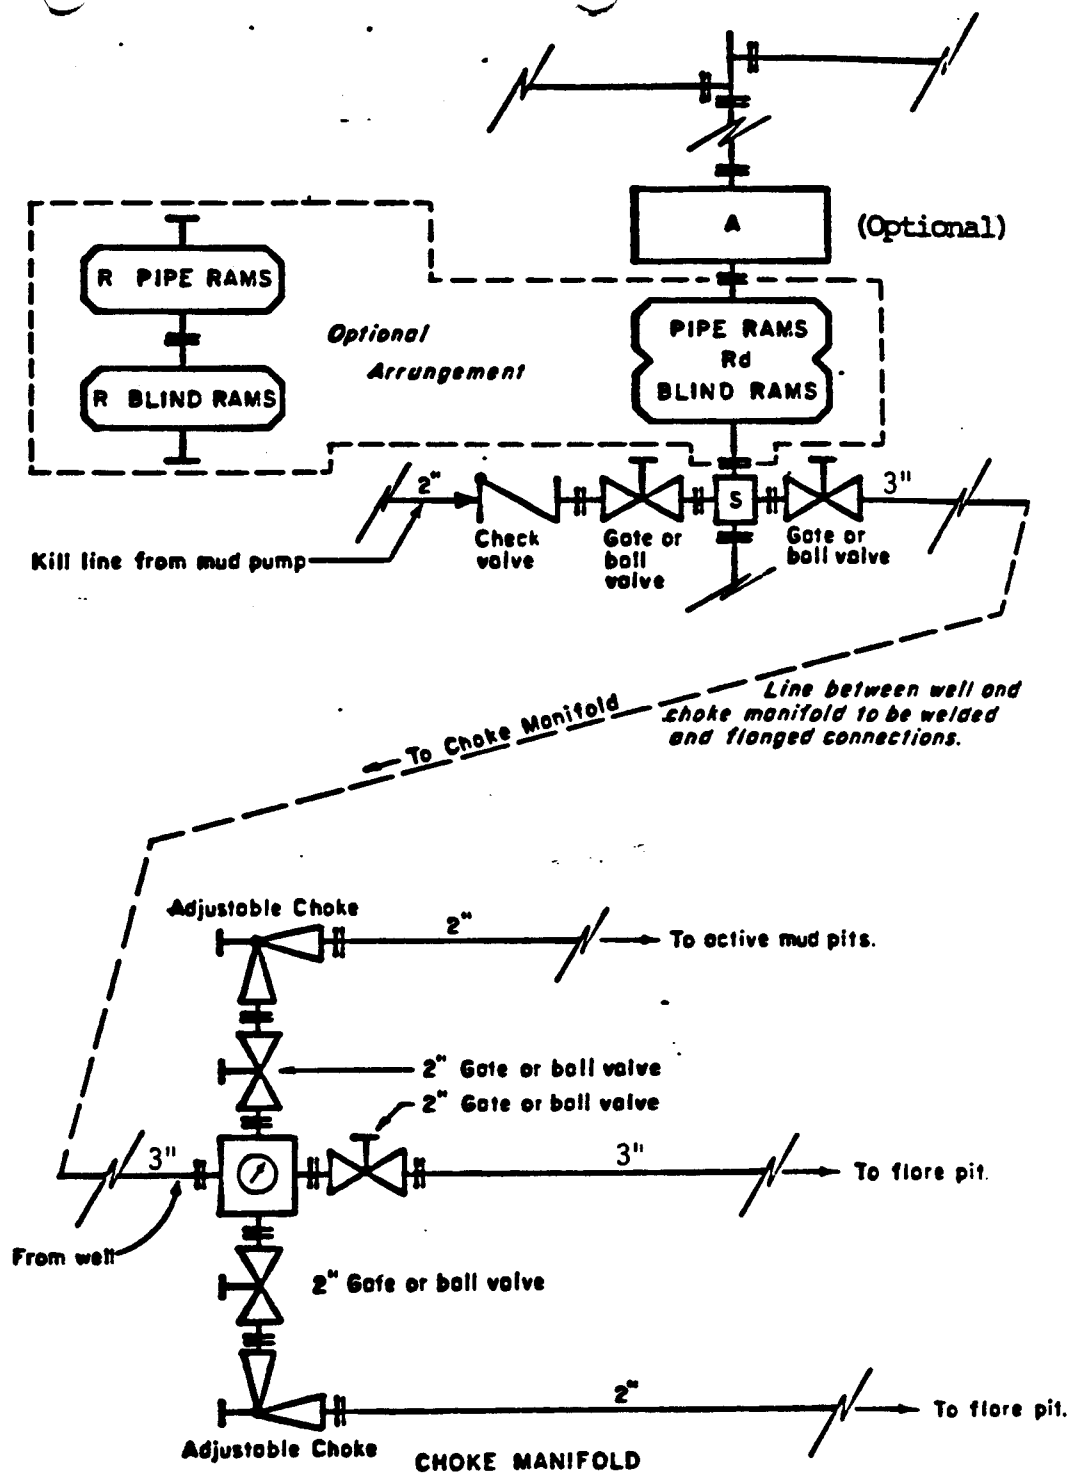 A
(Optional)
R PIPE RAMS
R BLIND RAMS
Optional
Arrangement
PIPE RAMS
Rd
BLIND RAMS
2"
S
3"
Check
valve
Gate or
ball
valve
Gate or
ball valve
Kill line from mud pump
Line between well and
choke manifold to be welded
and flanged connections.
To Choke Manifold
Adjustable Choke
2"
To active mud pits.
2" Gate or ball valve
2" Gate or ball valve
3"
3"
To flare pit.
From well
2" Gate or ball valve
2"
To flare pit.
Adjustable Choke
CHOKE MANIFOLD